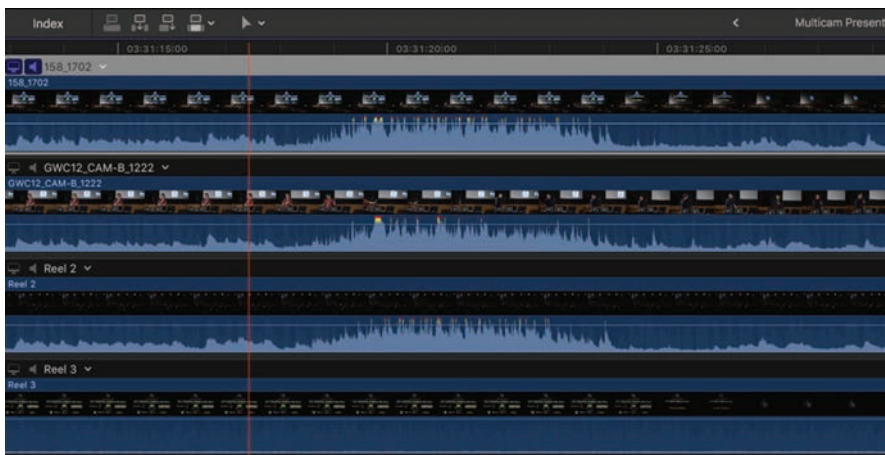 Index
Multicam Present
03:31:15:00
03:31:20:00
03:31:25:00
158_1702
158_1702
GWC12_CAM-B_1222
GWC12_CAM-B_1222
Reel 2
Reel 2
Reel 3
Reel 3